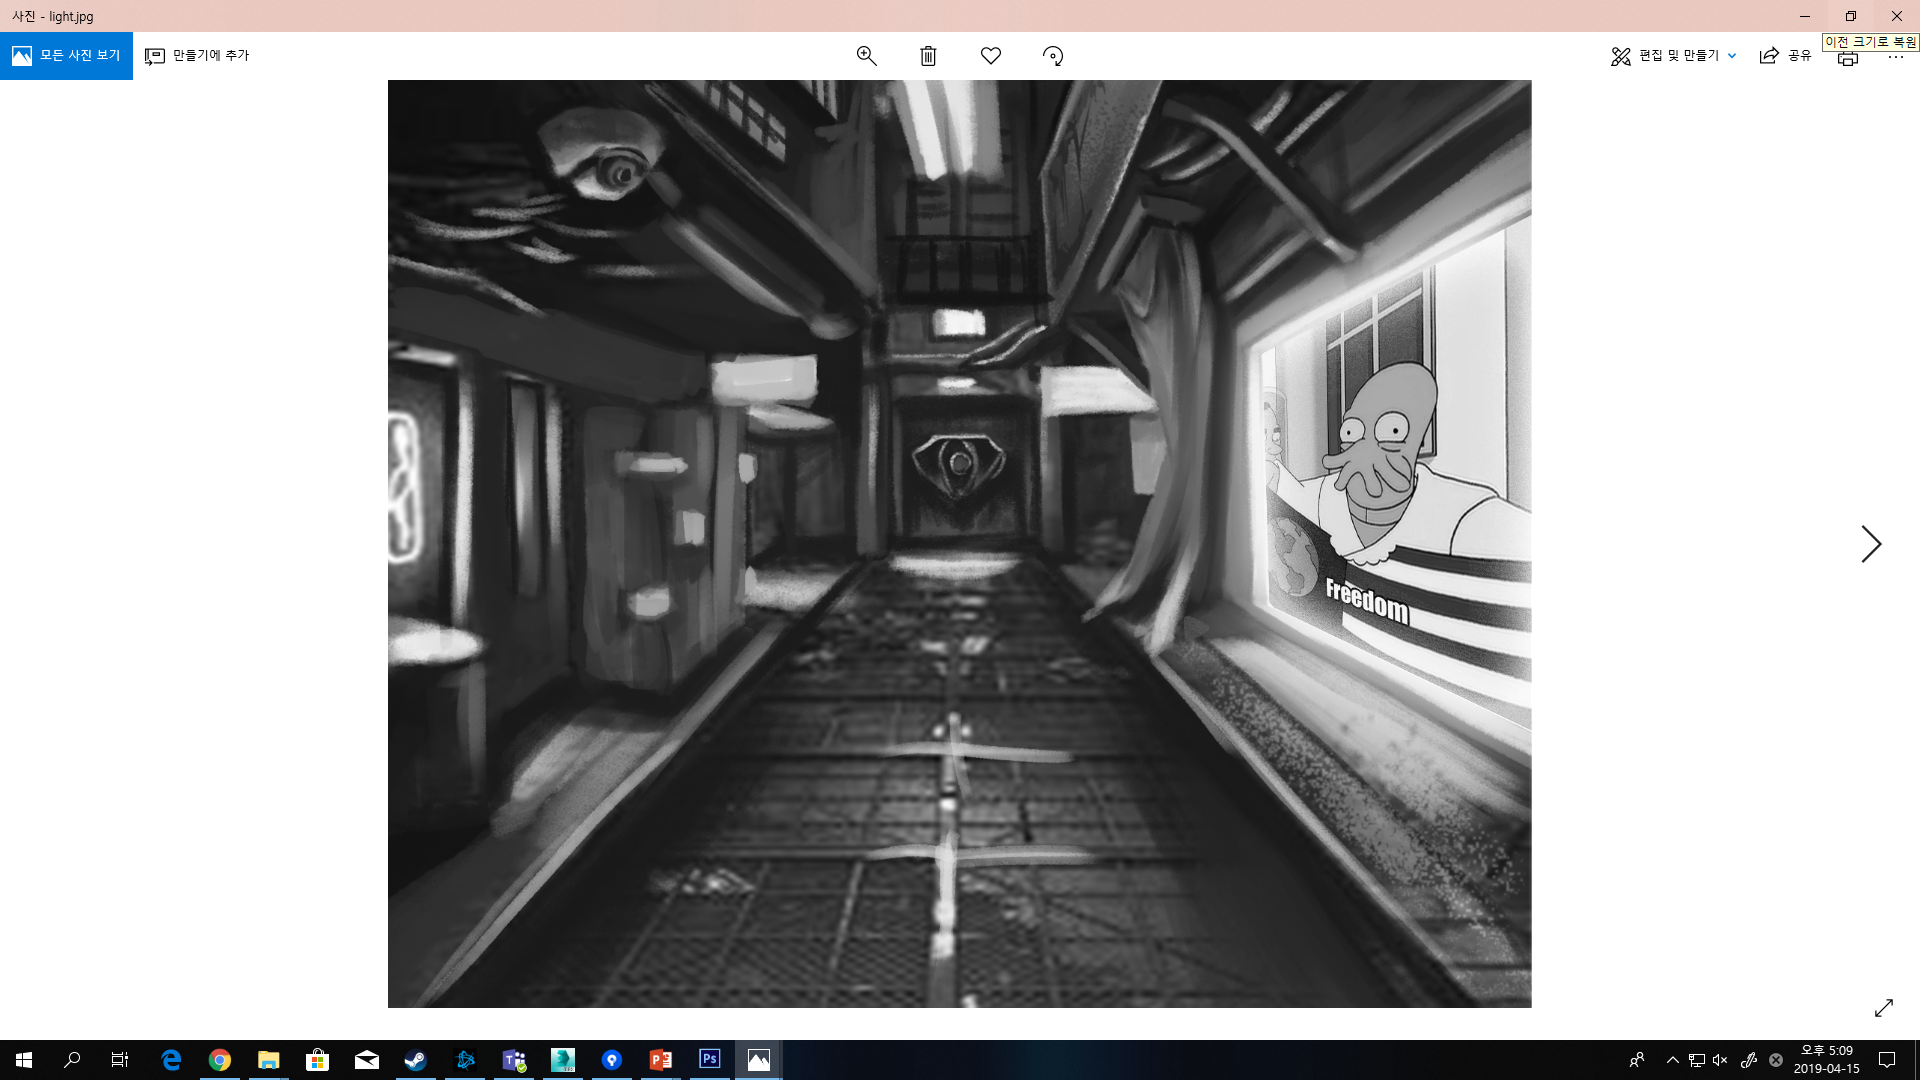 사진 - light.jpg
모든 사진 보기
만들기에 추가
편집 및 만들기
공유
이전 크기로 복원
Freedom
오후 5:09
2019-04-15